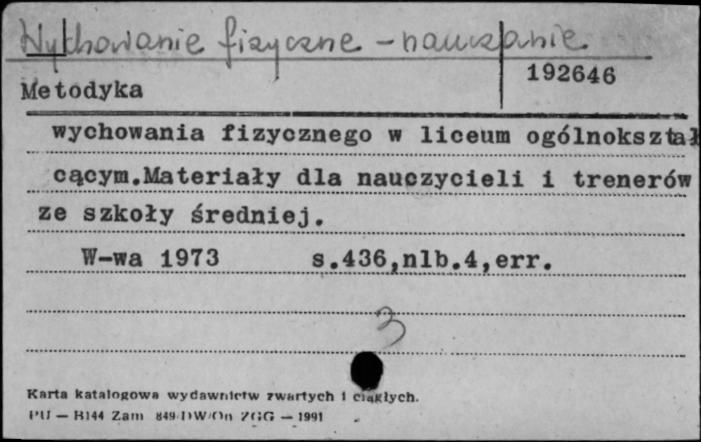 Wychowanie fizyczne - nauczanie
192646
Metodyka
wychowania fizycznego w liceum ogólnokształ
cącym.Materiały dla nauczycieli i trenerów
ze szkoły średniej.
W-wa 1973 s.436,nlb.4,err.
3
Karta katalogowa wydawnictw zwartych i ciągłych.
PU — H144 Zam 849 DW/On ZGG — 1991